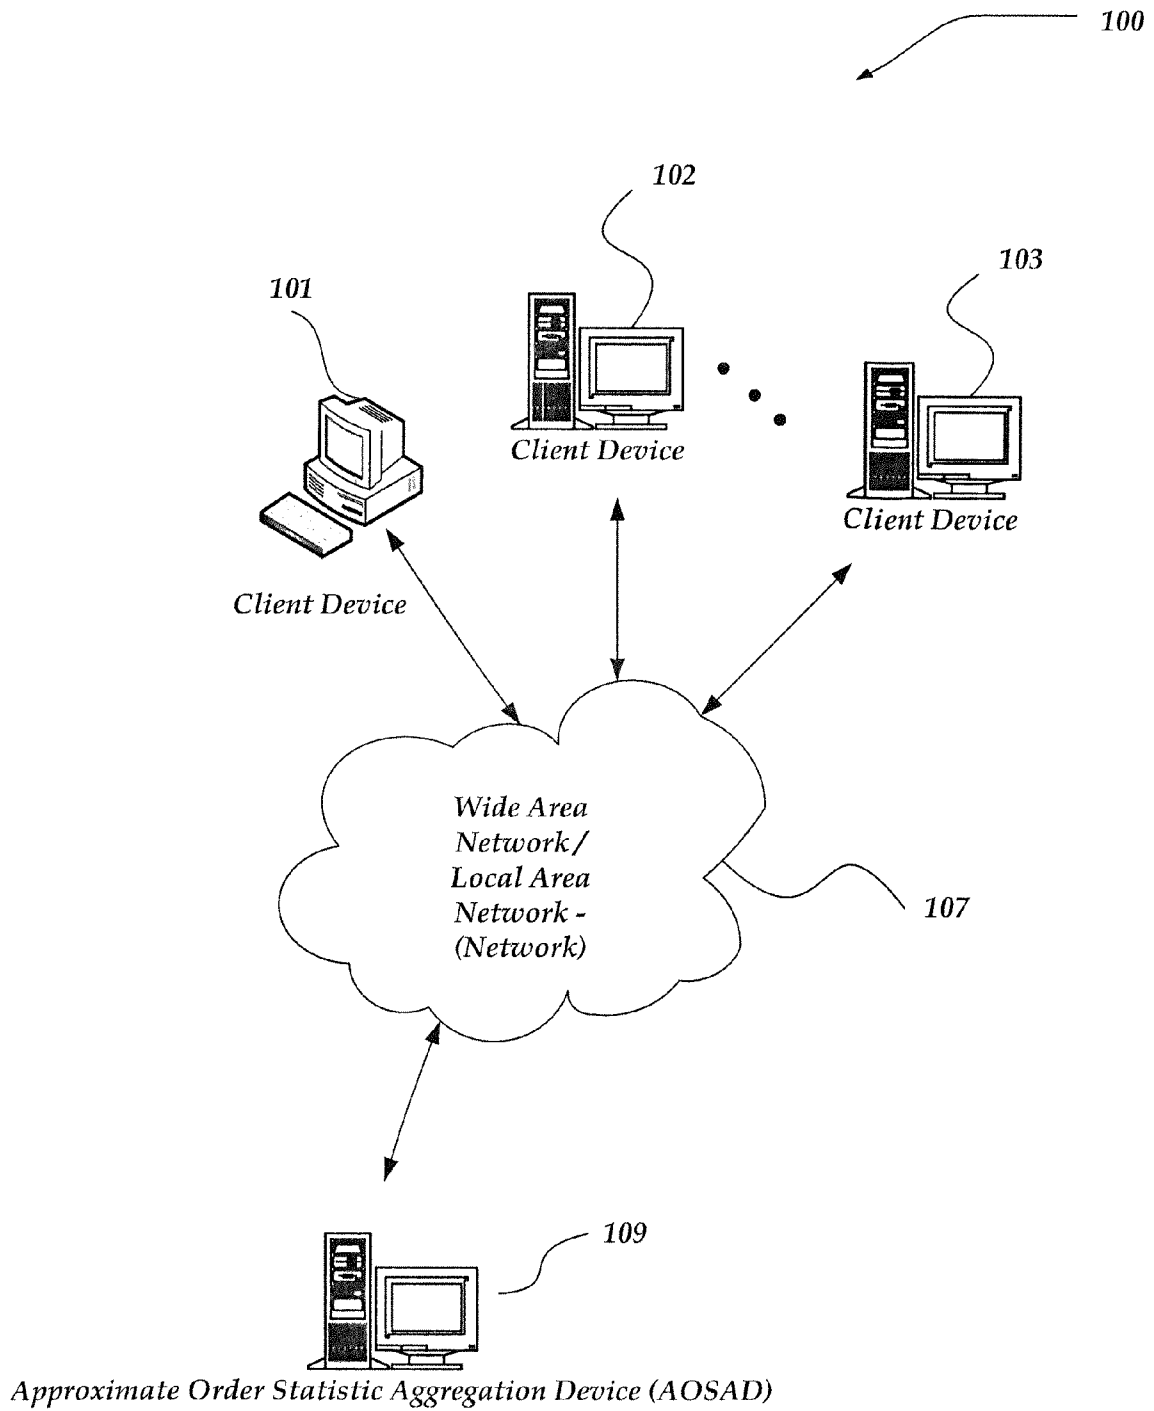 100
102
103
101
Client Device
Client Device
Client Device
Wide Area
Network /
Local Area
Network -
(Network)
107
109
Approximate Order Statistic Aggregation Device (AOSAD)